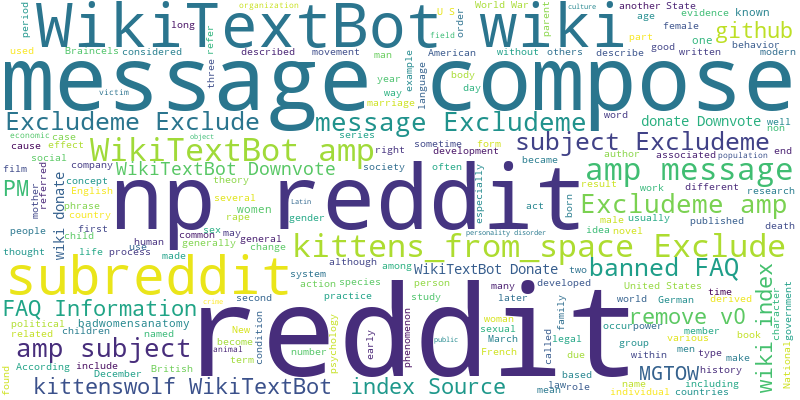 period
long
organization
WikiTextBot wiki
U S
World War
culture
parent
another State
age evidence known
female
github
used Braincels considered
three
refer
described movement man
field
order
American
without others describe
part
good written
behavior
one
modern
message compose
year
way
example
language
body
day
marriage
victim
word
Excludeme Exclude
message Excludeme
donate Downvote well
non
economic case
cause effect
series
object
WikiTextBot amp
sometime form
right development
subject Excludeme
author
associated
population
end
film
social
company
WikiTextBot Downvote
society often
became
result
amp message
mother
referred
concept
theory
PM
English
phrase
country
wiki donate
several
rape
women
sex
gender
Latin
np reddit
especially
act
born
work different research
male usually published death
idea novel
Excludeme amp
people first
child
common may general
human generally change
thought life process use made
personality disorder
kittens_from_space Exclude
although among
WikiTextBot Donate two
banned FAQ
subreddit
system
action species person many developed
practice study later
crime
second
United States time
world German derived
FAQ Information
political
related
badwomensanatomy
children
named
New
become
term
animal
condition
number
psychology
early
phenomenon
public
reddit
woman
sexual
March
French
called
family
legal
due
occur power
group
member various
within men type make book
remove v0
wiki index
character
government
National
amp subject
According include
December British
found
kittenswolf WikiTextBot index Source
mean
law
based
role
MGTOW history
name including
individual countries